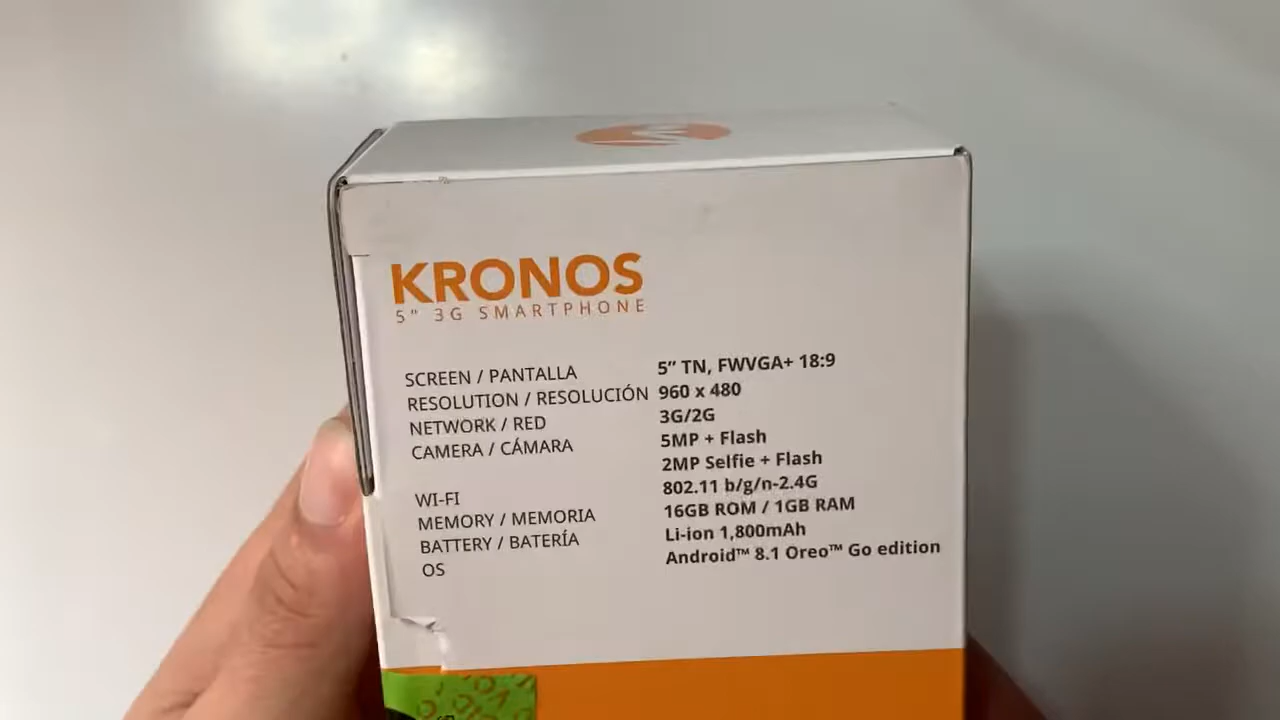 KRONOS
5" 3G SMARTPHONE
SCREEN / PANTALLA 5” TN, FWVGA+ 18:9
RESOLUTION / RESOLUCIÓN 960 x 480
NETWORK / RED 3G/2G
CAMERA / CÁMARA 5MP + Flash
2MP Selfie + Flash
WI-FI 802.11 b/g/n-2.4G
MEMORY / MEMORIA 16GB ROM / 1GB RAM
BATTERY / BATERÍA Li-ion 1,800mAh
OS Android™ 8.1 Oreo™ Go edition